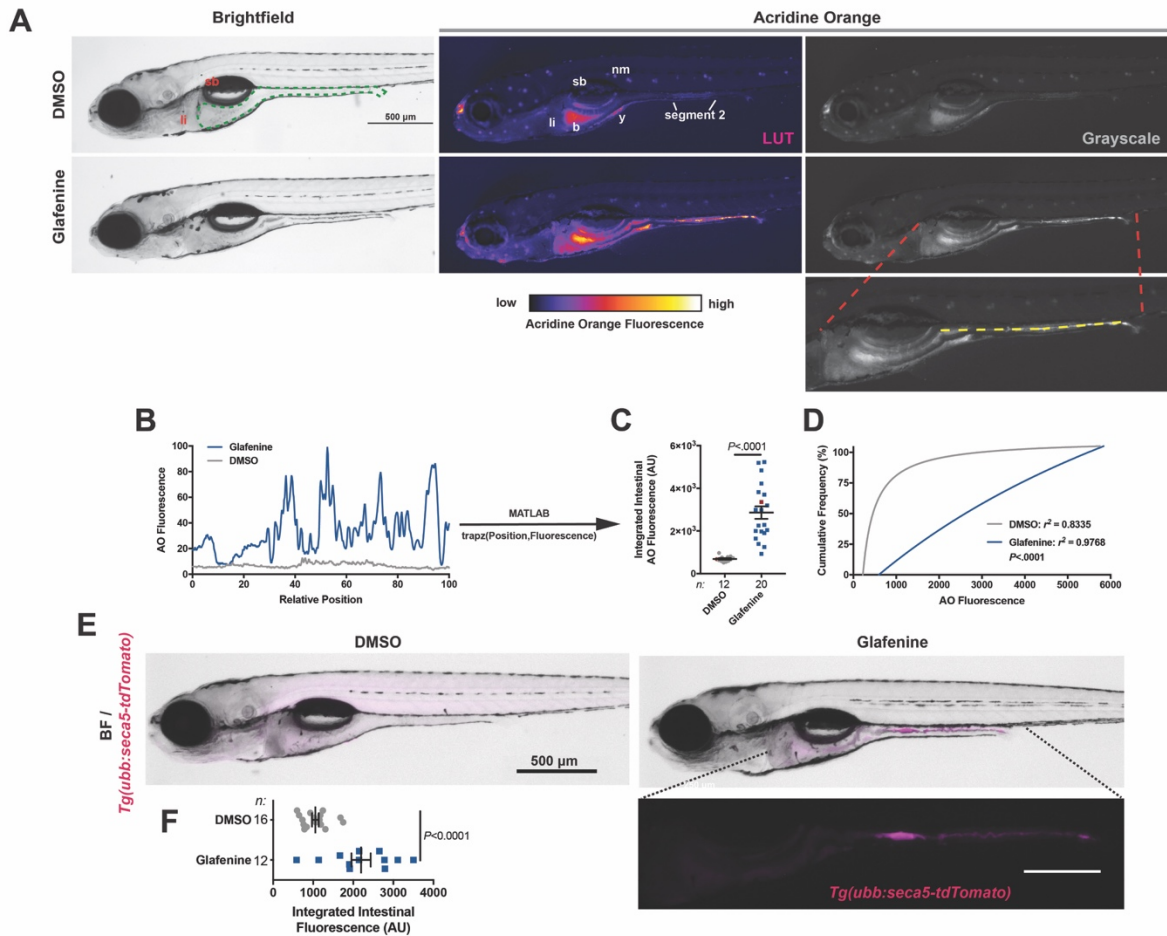 A
Brightfield
Acridine Orange
DMSO
sb
li
500 µm
sb
nm
li
b
y
segment 2
LUT
Grayscale
Glafenine
low
high
Acridine Orange Fluorescence
B
Glafenine
DMSO
AO Fluorescence
100
80
60
40
20
0
0 20 40 60 80 100
Relative Position
MATLAB
trapz(Position,Fluorescence)
C
P<.0001
Integrated Intestinal
AO Fluorescence (AU)
6×10³
4×10³
2×10³
0
n: 12 20
DMSO
Glafenine
D
Cumulative Frequency (%)
100
75
50
25
0
DMSO: r² = 0.8335
Glafenine: r² = 0.9768
P<.0001
0 1000 2000 3000 4000 5000 6000
AO Fluorescence
E
DMSO
Glafenine
BF /
Tg(ubb:seca5-tdTomato)
500 µm
Tg(ubb:seca5-tdTomato)
F
n:
DMSO 16
Glafenine 12
P<0.0001
0 1000 2000 3000 4000
Integrated Intestinal
Fluorescence (AU)